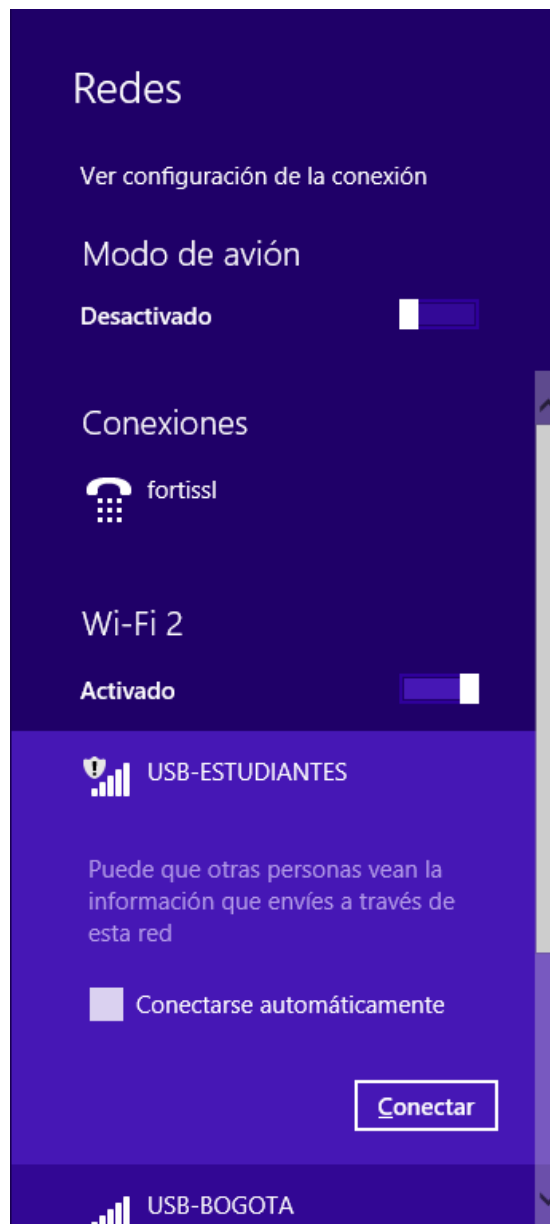 Redes
Ver configuración de la conexión
Modo de avión
Desactivado
Conexiones
fortissl
Wi-Fi 2
Activado
USB-ESTUDIANTES
Puede que otras personas vean la
información que envíes a través de
esta red
Conectarse automáticamente
Conectar
USB-BOGOTA